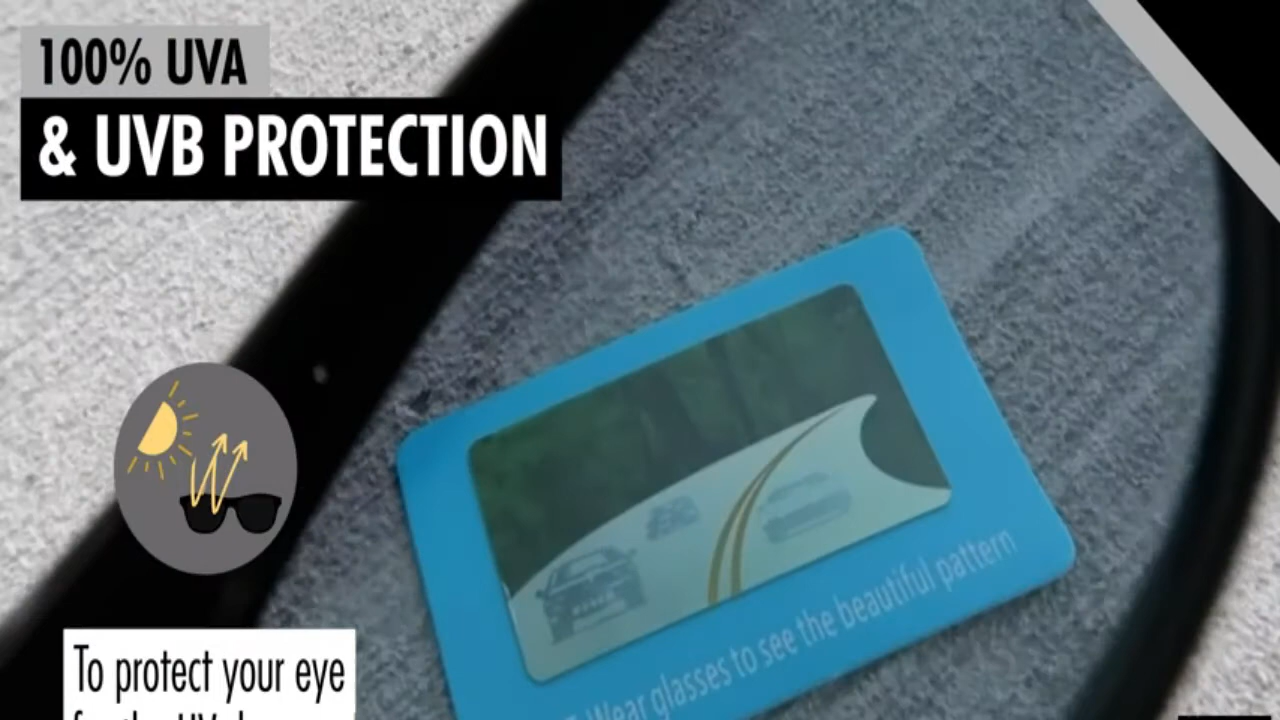 100% UVA
& UVB PROTECTION
Wear glasses to see the beautiful pattern
To protect your eye